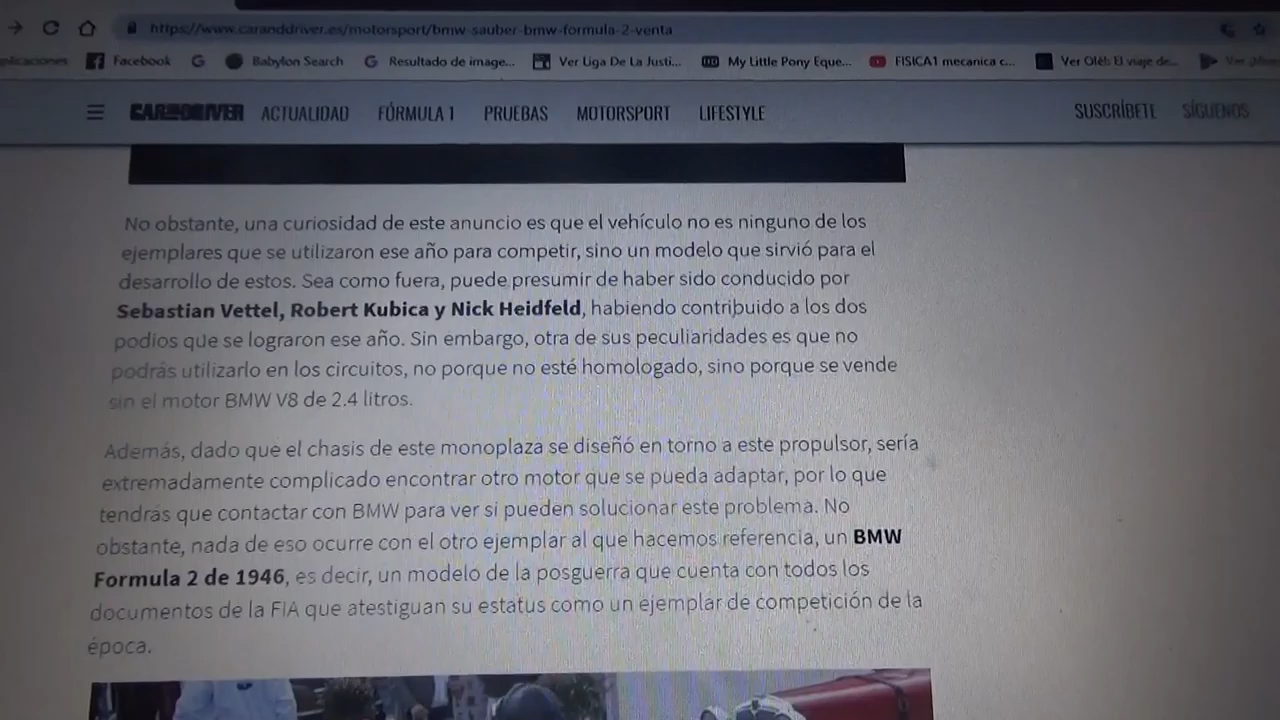 https://www.caranddriver.es/motorsport/bmw-sauber-bmw-formula-2-venta
plicaciones Facebook Babylon Search Resultado de image... Ver Liga De La Justi... My Little Pony Eque... FISICA1 mecanica c... Ver Olé!: El viaje de...
CAR AND DRIVER ACTUALIDAD FÓRMULA 1 PRUEBAS MOTORSPORT LIFESTYLE SUSCRÍBETE SÍGUENOS
No obstante, una curiosidad de este anuncio es que el vehículo no es ninguno de los
ejemplares que se utilizaron ese año para competir, sino un modelo que sirvió para el
desarrollo de estos. Sea como fuera, puede presumir de haber sido conducido por
Sebastian Vettel, Robert Kubica y Nick Heidfeld, habiendo contribuido a los dos
podios que se lograron ese año. Sin embargo, otra de sus peculiaridades es que no
podrás utilizarlo en los circuitos, no porque no esté homologado, sino porque se vende
sin el motor BMW V8 de 2.4 litros.
Además, dado que el chasis de este monoplaza se diseñó en torno a este propulsor, sería
extremadamente complicado encontrar otro motor que se pueda adaptar, por lo que
tendrás que contactar con BMW para ver si pueden solucionar este problema. No
obstante, nada de eso ocurre con el otro ejemplar al que hacemos referencia, un BMW
Formula 2 de 1946, es decir, un modelo de la posguerra que cuenta con todos los
documentos de la FIA que atestiguan su estatus como un ejemplar de competición de la
época.